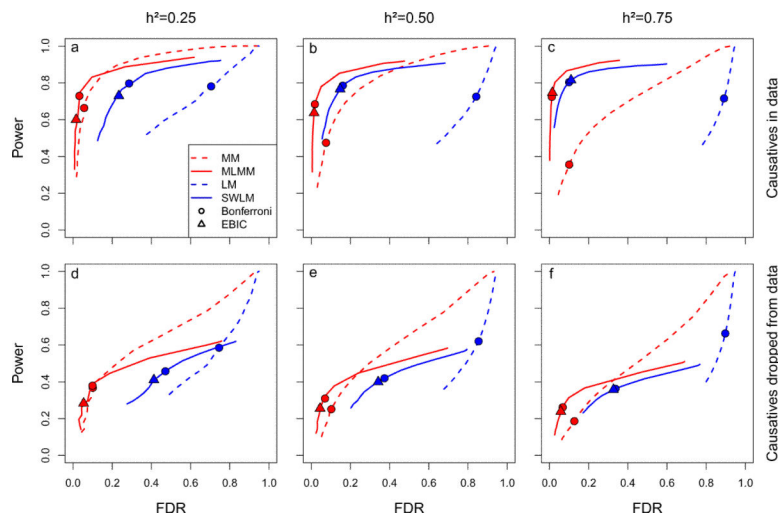 h²=0.25 h²=0.50 h²=0.75
a b c
Power
1.0
0.8
0.6
0.4
0.2
0.0
MM
MLMM
LM
SWLM
Bonferroni
EBIC
Causatives in data
d e f
Power
1.0
0.8
0.6
0.4
0.2
0.0
0.0 0.2 0.4 0.6 0.8 1.0 0.0 0.2 0.4 0.6 0.8 1.0 0.0 0.2 0.4 0.6 0.8 1.0
FDR FDR FDR
Causatives dropped from data